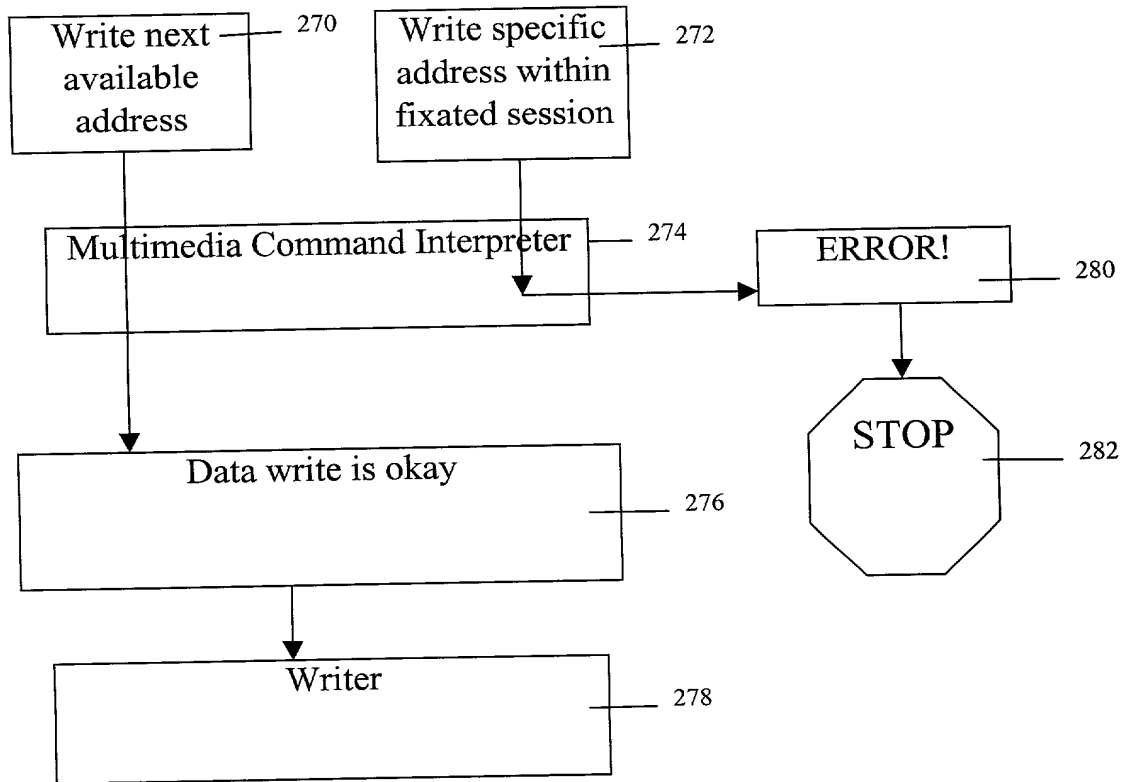 Write next
available
address
270
Write specific
address within
fixated session
272
Multimedia Command Interpreter
274
ERROR!
280
STOP
282
Data write is okay
276
Writer
278